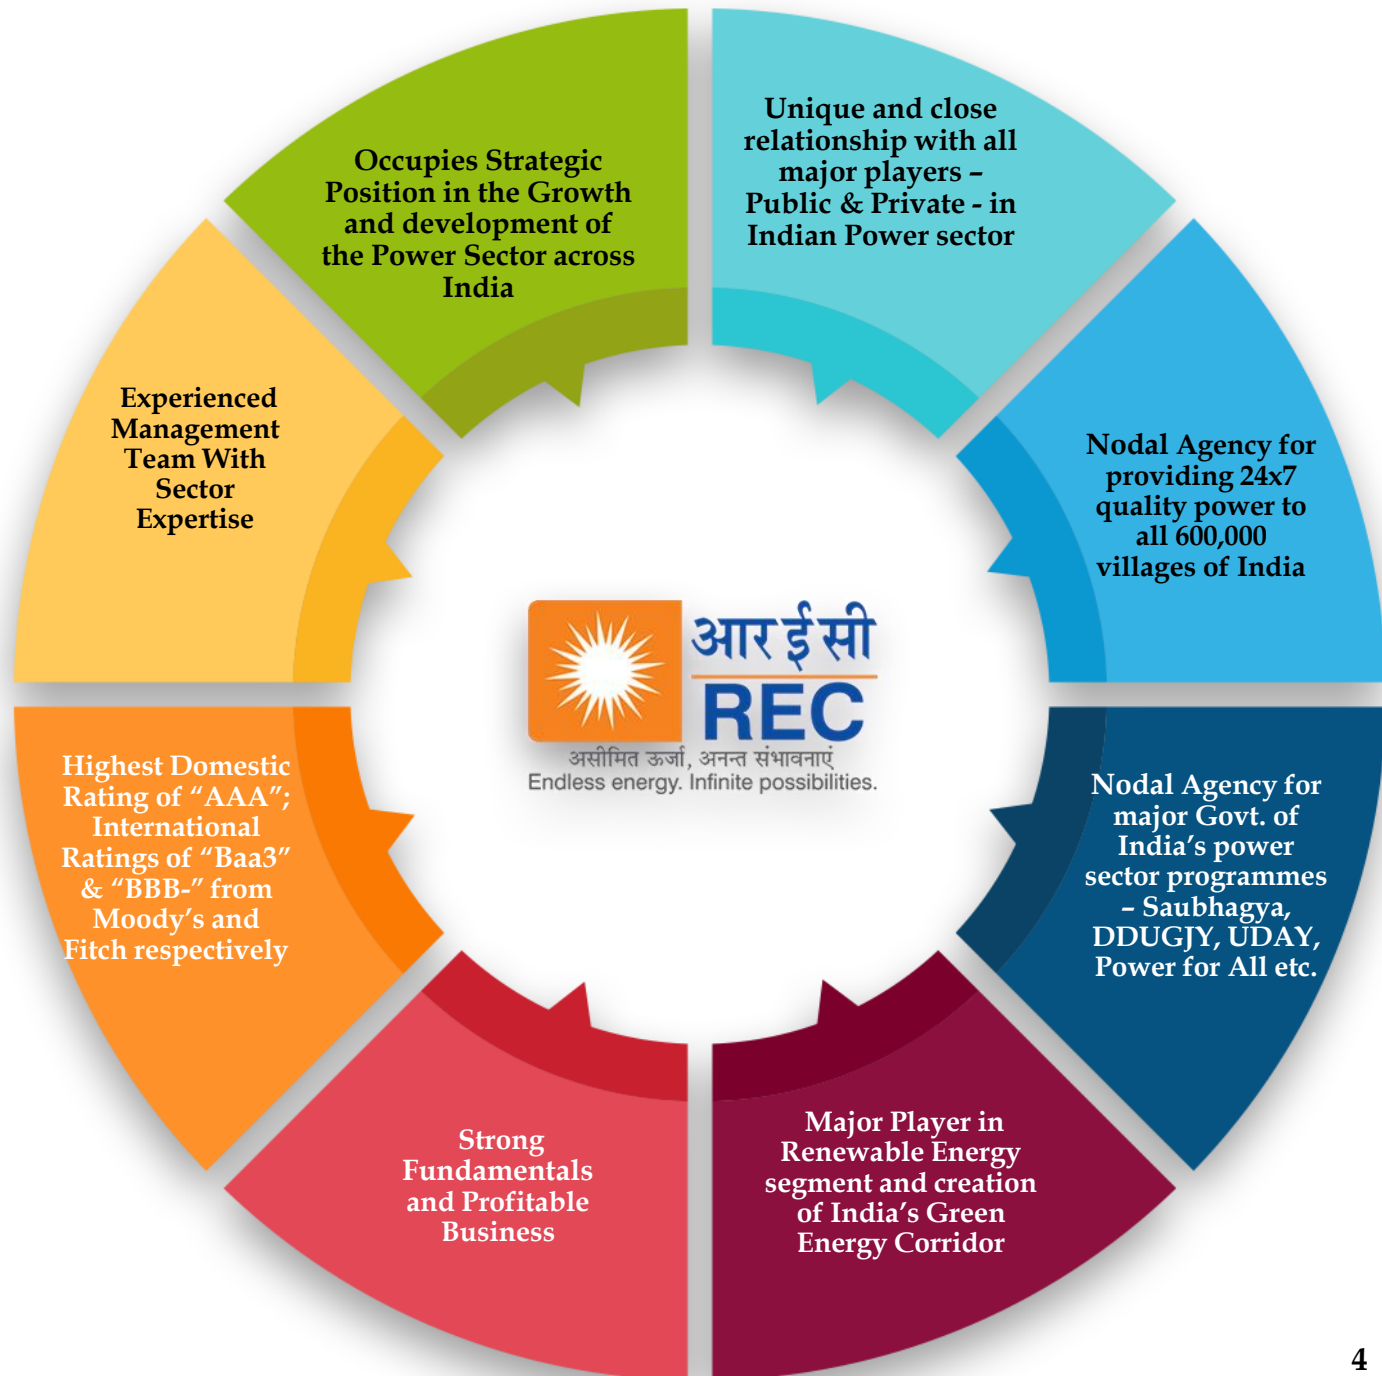 Unique and close
relationship with all
major players –
Public & Private - in
Indian Power sector
Nodal Agency for
providing 24x7
quality power to
all 600,000
villages of India
Nodal Agency for
major Govt. of
India’s power
sector programmes
– Saubhagya,
DDUGJY, UDAY,
Power for All etc.
Major Player in
Renewable Energy
segment and creation
of India’s Green
Energy Corridor
Strong
Fundamentals
and Profitable
Business
Highest Domestic
Rating of “AAA”;
International
Ratings of “Baa3”
& “BBB-” from
Moody’s and
Fitch respectively
Experienced
Management
Team With
Sector
Expertise
Occupies Strategic
Position in the Growth
and development of
the Power Sector across
India
आर ई सी
REC
असीमित ऊर्जा, अनन्त संभावनाएं
Endless energy. Infinite possibilities.
4